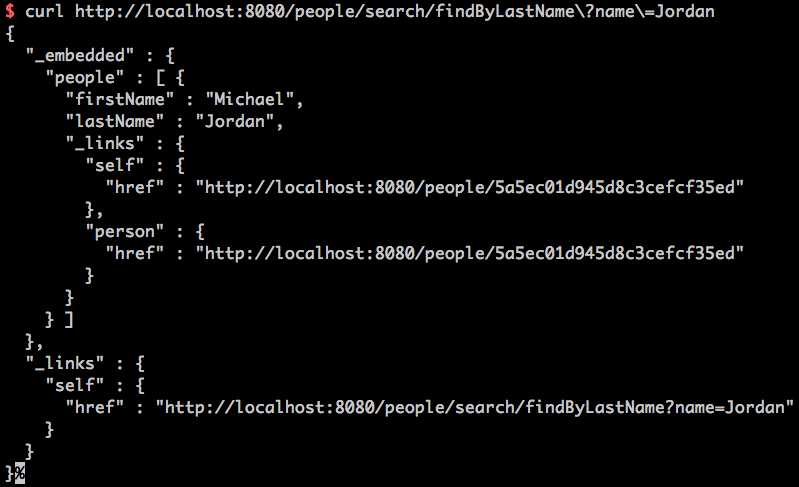 $ curl http://localhost:8080/people/search/findByLastName\?name\=Jordan
{
  "_embedded" : {
    "people" : [ {
      "firstName" : "Michael",
      "lastName" : "Jordan",
      "_links" : {
        "self" : {
          "href" : "http://localhost:8080/people/5a5ec01d945d8c3cefcf35ed"
        },
        "person" : {
          "href" : "http://localhost:8080/people/5a5ec01d945d8c3cefcf35ed"
        }
      }
    } ]
  },
  "_links" : {
    "self" : {
      "href" : "http://localhost:8080/people/search/findByLastName?name=Jordan"
    }
  }
}%